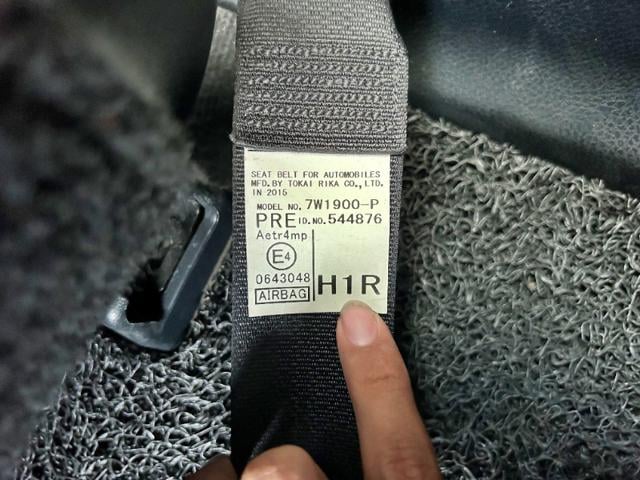 SEAT BELT FOR AUTOMOBILES
MFD.BY TOKAI RIKA CO.,LTD.
IN 2015
MODEL NO. 7W1900-P
PRE ID.NO.544876
Aetr4mp
E4
0643048
AIRBAG
H1R